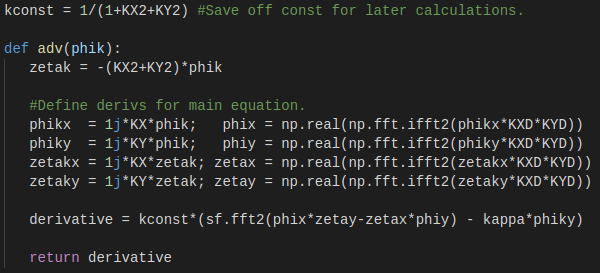 kconst = 1/(1+KX2+KY2) #Save off const for later calculations.
def adv(phik):
zetak = -(KX2+KY2)*phik
#Define derivs for main equation.
phikx  = 1j*KX*phik;   phix = np.real(np.fft.ifft2(phikx*KXD*KYD))
phiky  = 1j*KY*phik;   phiy = np.real(np.fft.ifft2(phiky*KXD*KYD))
zetakx = 1j*KX*zetak; zetax = np.real(np.fft.ifft2(zetakx*KXD*KYD))
zetaky = 1j*KY*zetak; zetay = np.real(np.fft.ifft2(zetaky*KXD*KYD))
derivative = kconst*(sf.fft2(phix*zetay-zetax*phiy) - kappa*phiky)
return derivative